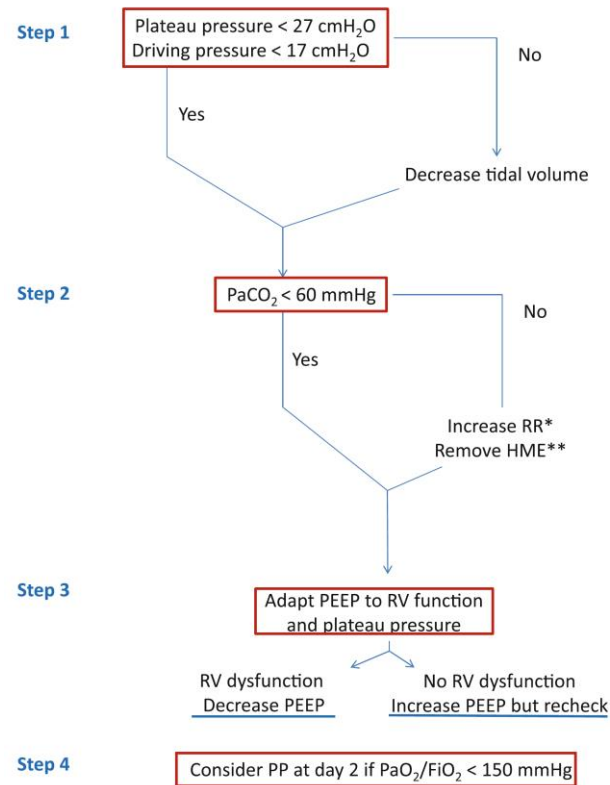 Step 1
Plateau pressure < 27 cmH₂O
Driving pressure < 17 cmH₂O
No
Yes
Decrease tidal volume
Step 2
PaCO₂ < 60 mmHg
No
Yes
Increase RR*
Remove HME**
Step 3
Adapt PEEP to RV function
and plateau pressure
RV dysfunction
Decrease PEEP
No RV dysfunction
Increase PEEP but recheck
Step 4
Consider PP at day 2 if PaO₂/FiO₂ < 150 mmHg